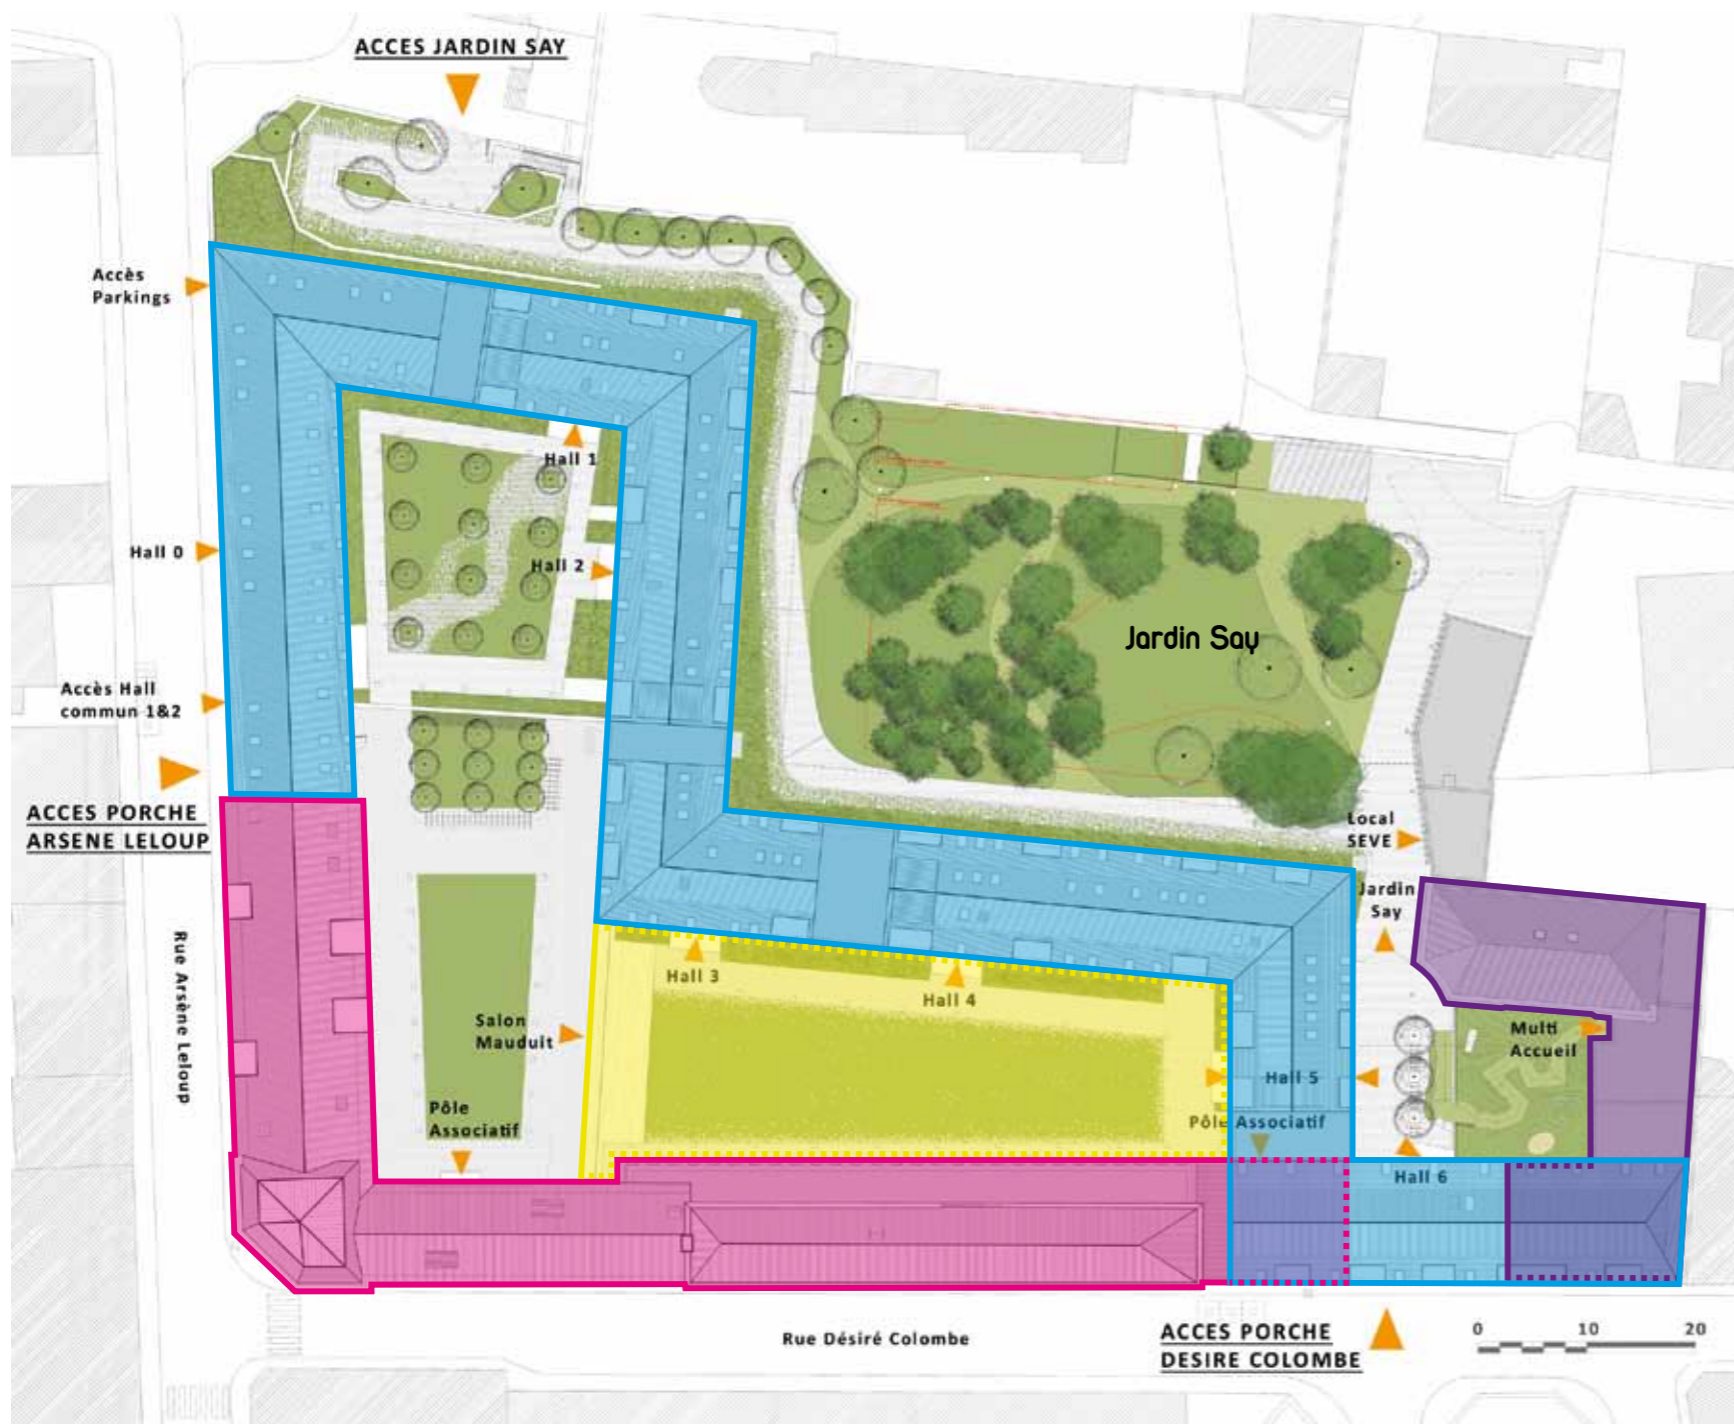 ACCES JARDIN SAY
Accès
Parkings
Hall 1
Hall 0
Hall 2
Jardin Say
Accès Hall
commun 1&2
ACCES PORCHE
ARSENE LELOUP
Local
SEVE
Jardin
Say
Rue Arsène Leloup
Hall 3
Hall 4
Salon
Mauduit
Multi
Accueil
Hall 5
Pôle
Associatif
Pôle Associatif
Hall 6
Rue Désiré Colombe
ACCES PORCHE
DESIRE COLOMBE
0 10 20